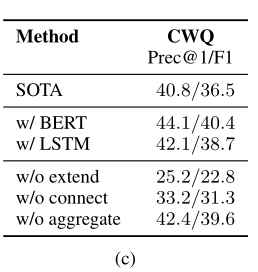 Method CWQ
Prec@1/F1
SOTA 40.8/36.5
w/ BERT 44.1/40.4
w/ LSTM 42.1/38.7
w/o extend 25.2/22.8
w/o connect 33.2/31.3
w/o aggregate 42.4/39.6
(c)